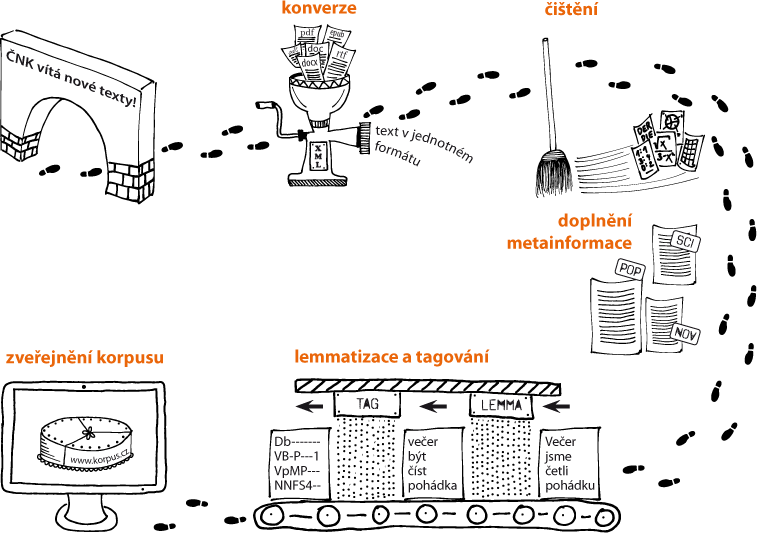 ČNK vítá nové texty!
konverze
pdf
epub
doc
rtf
docx
XML
text v jednotném
formátu
čištění
DER
DIE
doplnění
metainformace
SCI
POP
NOV
lemmatizace a tagování
TAG
LEMMA
Večer
jsme
četli
pohádku
večer
být
číst
pohádka
Db-------
VB-P---1
VpMP---
NNFS4--
zveřejnění korpusu
www.korpus.cz